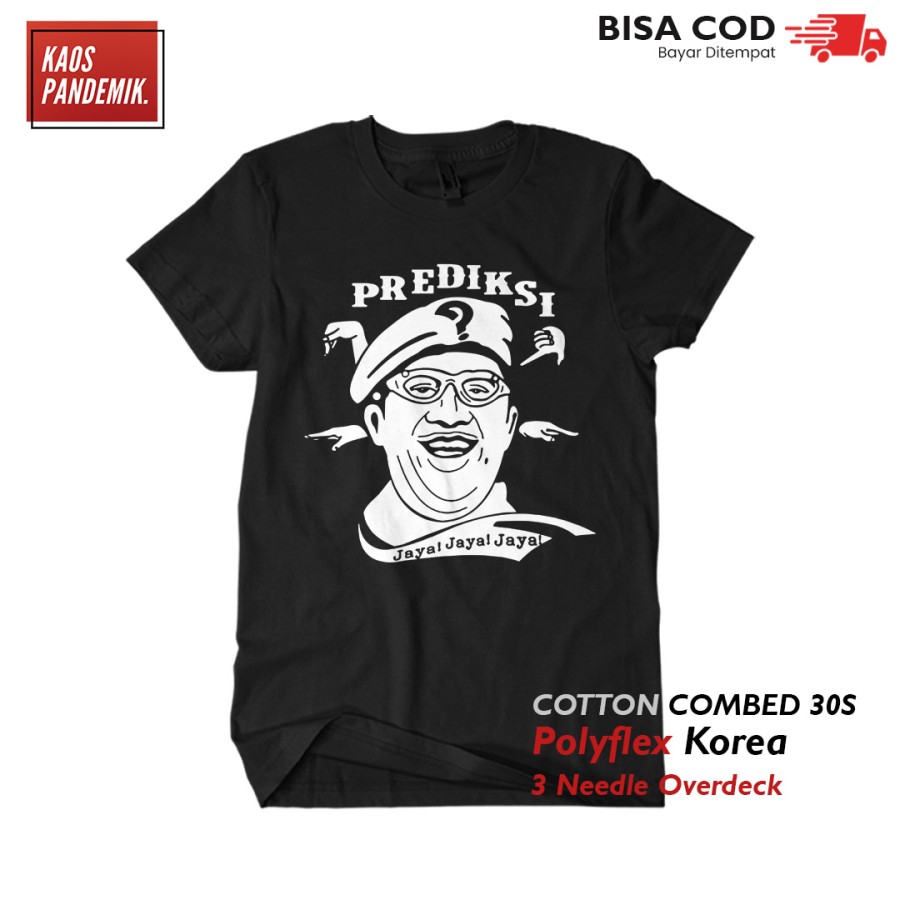 KAOS
PANDEMIK.
BISA COD
Bayar Ditempat
PREDIKSI
?
Jaya! Jaya! Jaya!
COTTON COMBED 30S
Polyflex Korea
3 Needle Overdeck